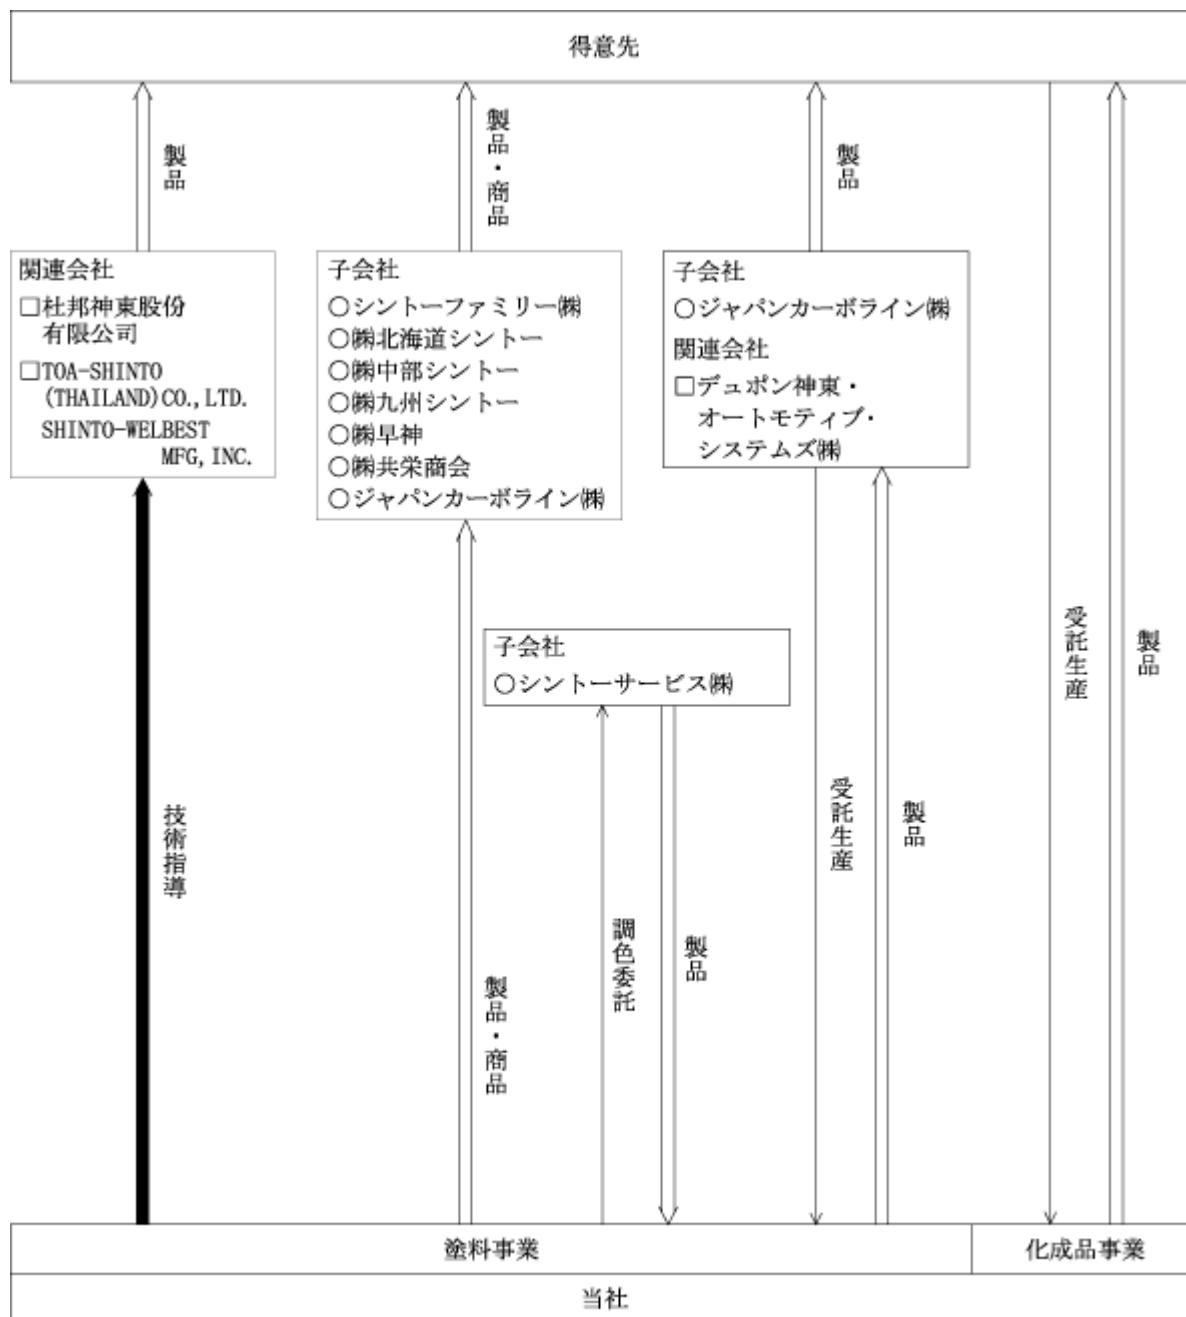 得意先
製品
製品・商品
製品
関連会社
□杜邦神東股份
有限公司
□TOA-SHINTO
(THAILAND)CO.,LTD.
SHINTO-WELBEST
MFG,INC.
子会社
○シントーファミリー㈱
○㈱北海道シントー
○㈱中部シントー
○㈱九州シントー
○㈱早神
○㈱共栄商会
○ジャパンカーボライン㈱
子会社
○ジャパンカーボライン㈱
関連会社
□デュポン神東・
オートモティブ・
システムズ㈱
子会社
○シントーサービス㈱
技術指導
製品・商品
調色委託
製品
受託生産
製品
受託生産
製品
塗料事業
化成品事業
当社